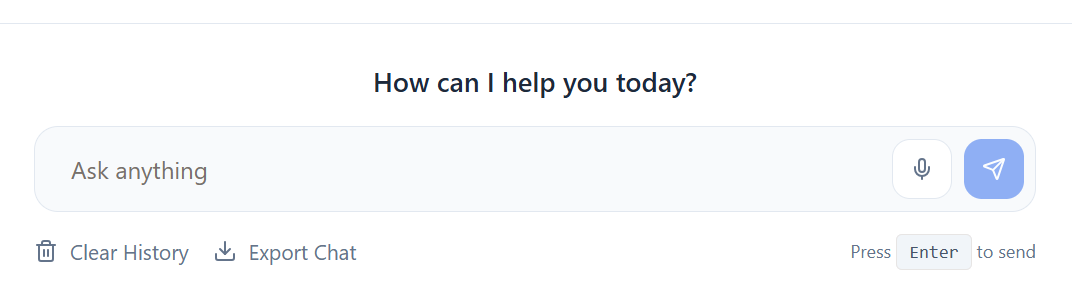 How can I help you today?
Ask anything
Clear History Export Chat Press Enter to send